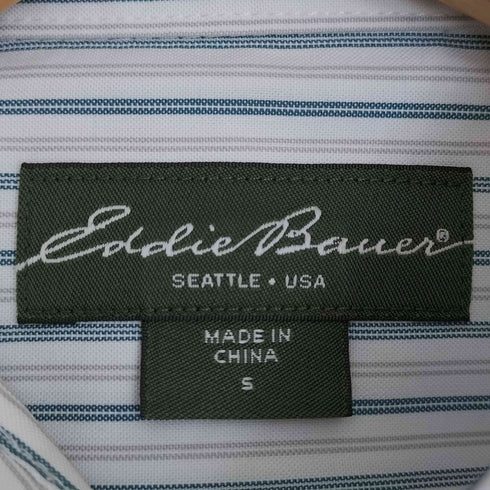 Eddie Bauer®
SEATTLE • USA
MADE IN
CHINA
S